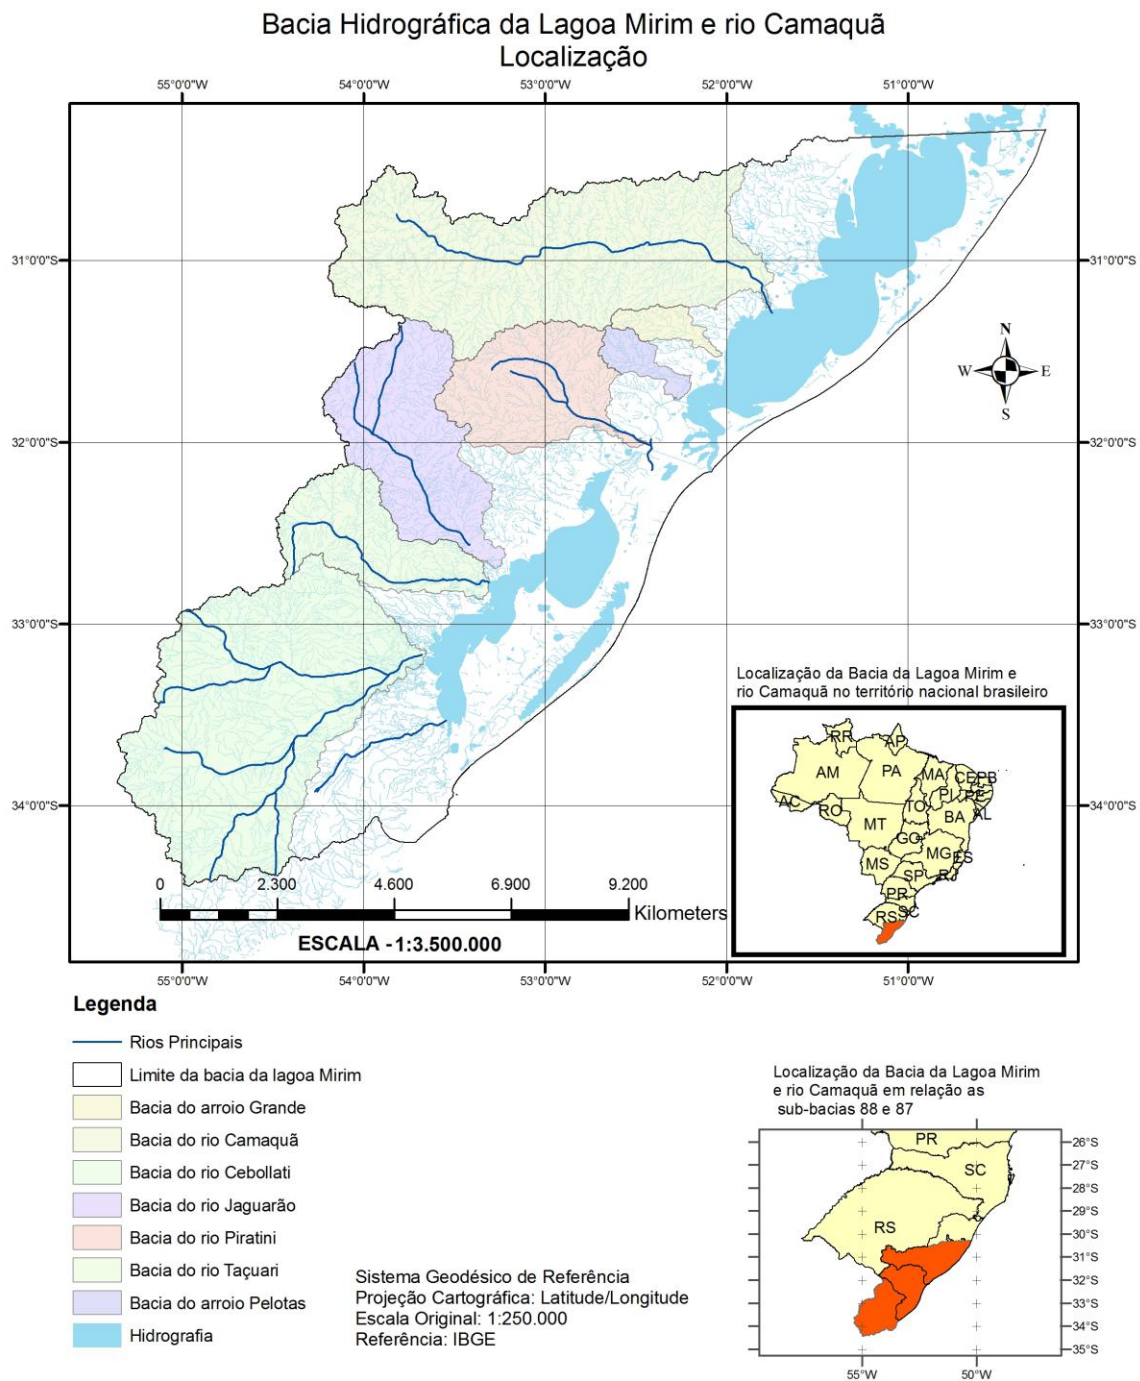 Bacia Hidrográfica da Lagoa Mirim e rio Camaquã
Localização
55°0'0"W 54°0'0"W 53°0'0"W 52°0'0"W 51°0'0"W
31°0'0"S 31°0'0"S
N
W E
S
32°0'0"S 32°0'0"S
33°0'0"S 33°0'0"S
Localização da Bacia da Lagoa Mirim e
rio Camaquã no território nacional brasileiro
RR AP
AM PA MA CE PB
AC RO TO PI PE
AL
MT BA
GO
MS MG ES
SP RJ
PR
RS SC
34°0'0"S 34°0'0"S
0 2.300 4.600 6.900 9.200
Kilometers
ESCALA -1:3.500.000
55°0'0"W 54°0'0"W 53°0'0"W 52°0'0"W 51°0'0"W
Legenda
Rios Principais
Limite da bacia da lagoa Mirim
Bacia do arroio Grande
Bacia do rio Camaquã
Bacia do rio Cebollati
Bacia do rio Jaguarão
Bacia do rio Piratini
Bacia do rio Taçuari
Bacia do arroio Pelotas
Hidrografia
Sistema Geodésico de Referência
Projeção Cartográfica: Latitude/Longitude
Escala Original: 1:250.000
Referência: IBGE
Localização da Bacia da Lagoa Mirim
e rio Camaquã em relação as
sub-bacias 88 e 87
PR
SC
RS
26°S
27°S
28°S
29°S
30°S
31°S
32°S
33°S
34°S
35°S
55°W 50°W